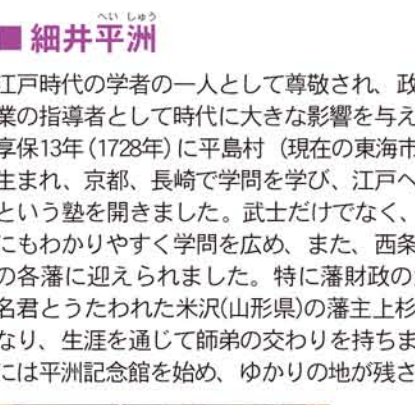 へい しゅう
■ 細井平洲
江戸時代の学者の一人として尊敬され、政
業の指導者として時代に大きな影響を与え
享保13年(1728年)に平島村（現在の東海市
生まれ、京都、長崎で学問を学び、江戸へ
という塾を開きました。武士だけでなく、
にもわかりやすく学問を広め、また、西条
の各藩に迎えられました。特に藩財政の
名君とうたわれた米沢(山形県)の藩主上杉
なり、生涯を通じて師弟の交わりを持ちま
には平洲記念館を始め、ゆかりの地が残さ